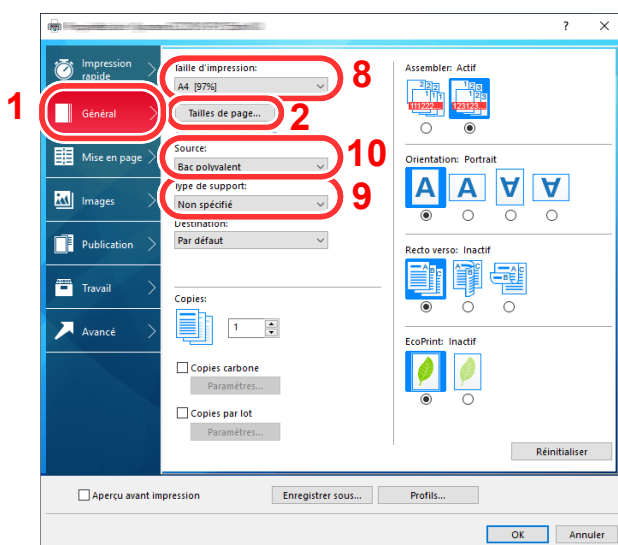 ?
Impression
rapide
Général
Mise en page
Images
Publication
Travail
Avancé
1
Taille d'impression:
A4 [97%]
8
Tailles de page...
2
Source:
Bac polyvalent
10
Type de support:
Non spécifié
9
Destination:
Par défaut
Copies:
1
Copies carbone
Paramètres...
Copies par lot
Paramètres...
Assembler: Actif
111222...
123123...
Orientation: Portrait
A A A A
Recto verso: Inactif
EcoPrint: Inactif
Réinitialiser
Aperçu avant impression
Enregistrer sous...
Profils...
OK
Annuler